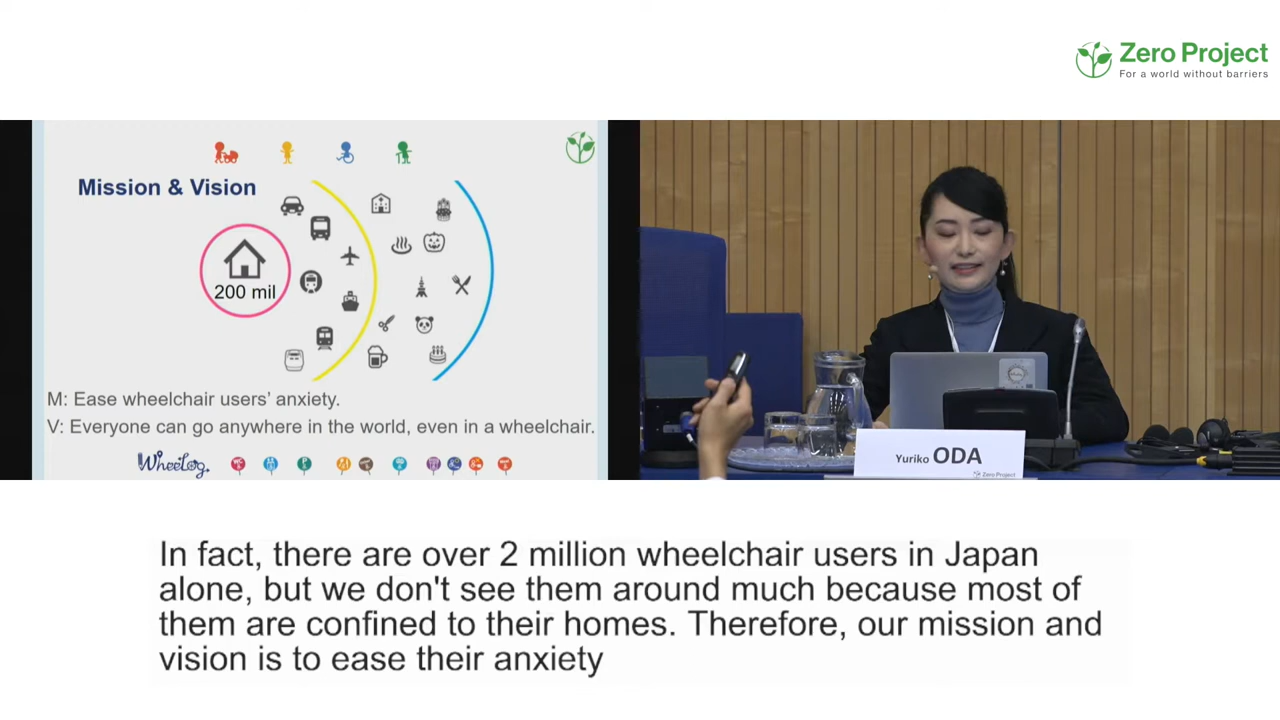 Zero Project
For a world without barriers
Mission & Vision
200 mil
M: Ease wheelchair users’ anxiety.
V: Everyone can go anywhere in the world, even in a wheelchair.
WheeLog.
Yuriko ODA
Zero Project
In fact, there are over 2 million wheelchair users in Japan
alone, but we don't see them around much because most of
them are confined to their homes. Therefore, our mission and
vision is to ease their anxiety